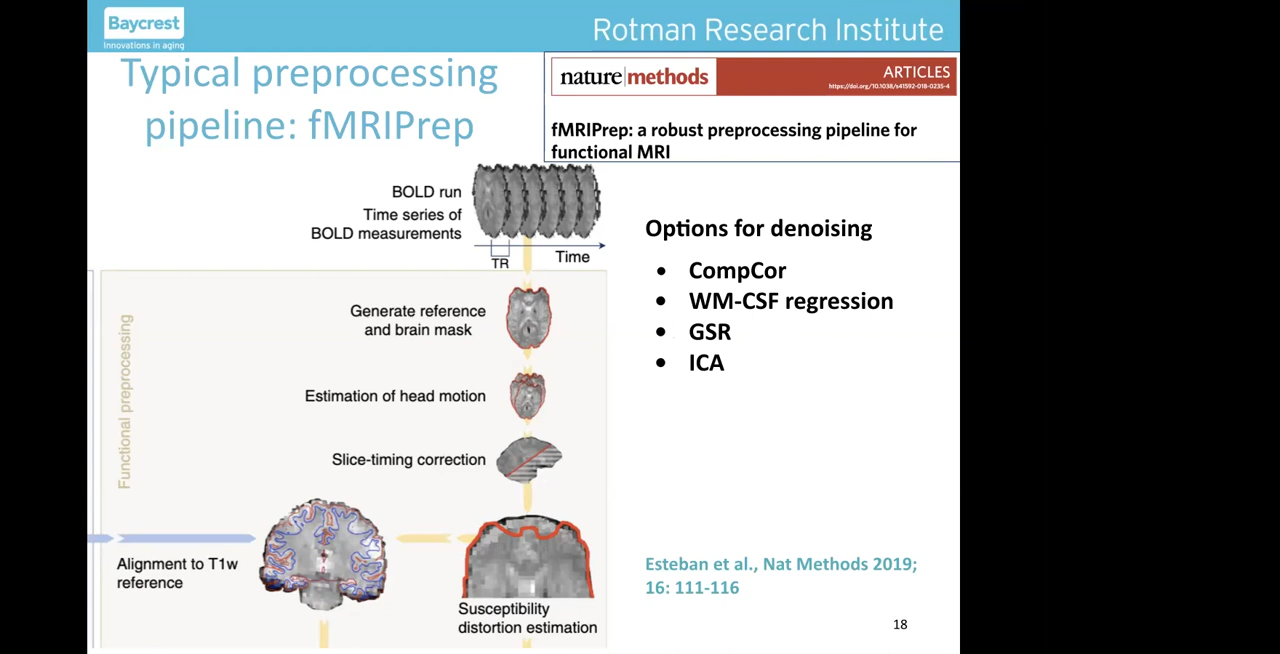 Baycrest
Innovations in aging
Rotman Research Institute
Typical preprocessing
pipeline: fMRIPrep
nature|methods
ARTICLES
https://doi.org/10.1038/s41592-018-0235-4
fMRIPrep: a robust preprocessing pipeline for
functional MRI
BOLD run
Time series of
BOLD measurements
TR
Time
Functional preprocessing
Generate reference
and brain mask
Estimation of head motion
Slice-timing correction
Alignment to T1w
reference
Susceptibility
distortion estimation
Options for denoising
• CompCor
• WM-CSF regression
• GSR
• ICA
Esteban et al., Nat Methods 2019;
16: 111-116
18